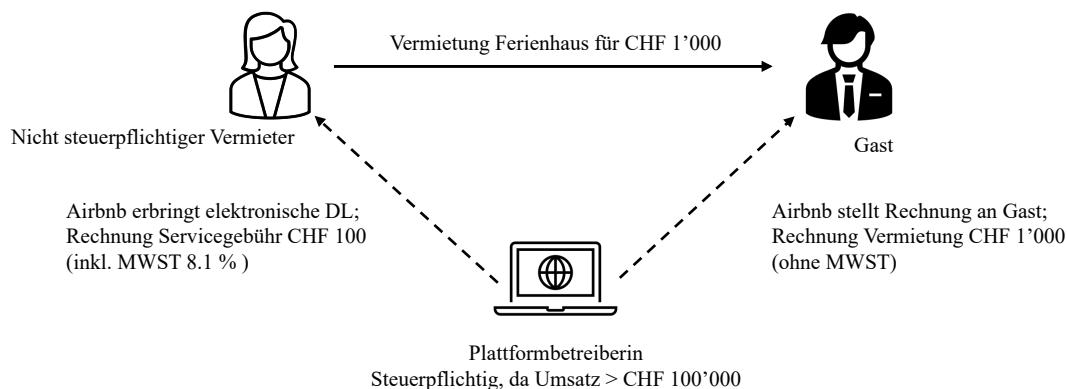 Vermietung Ferienhaus für CHF 1'000
Nicht steuerpflichtiger Vermieter
Gast
Airbnb erbringt elektronische DL;
Rechnung Servicegebühr CHF 100
(inkl. MWST 8.1 % )
Airbnb stellt Rechnung an Gast;
Rechnung Vermietung CHF 1'000
(ohne MWST)
Plattformbetreiberin
Steuerpflichtig, da Umsatz > CHF 100'000